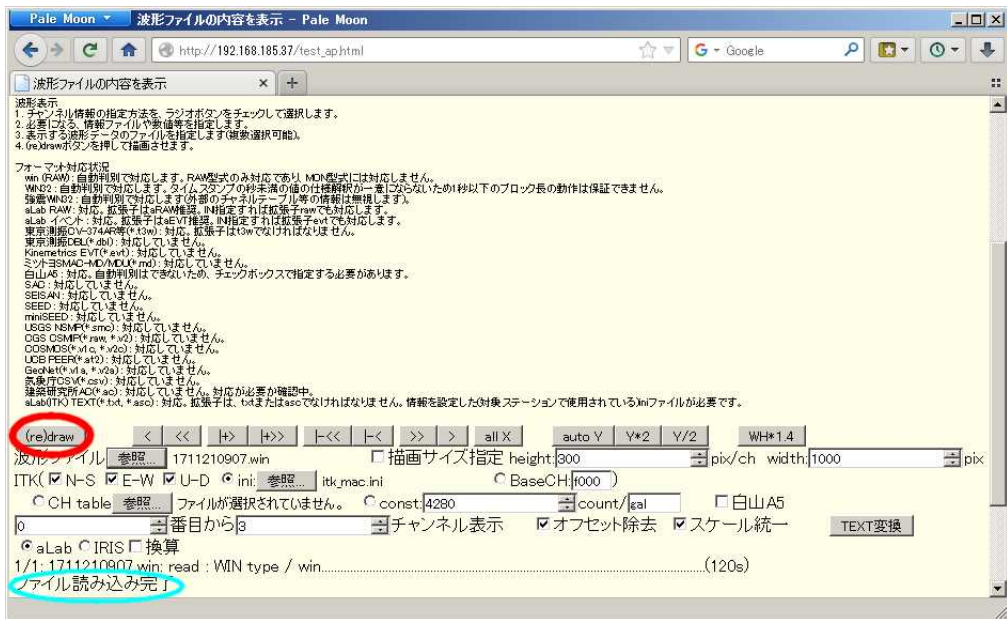 Pale Moon
波形ファイルの内容を表示 - Pale Moon
http://192.168.185.37/test_ap.html
Google
波形ファイルの内容を表示
波形表示
1. チャンネル情報の指定方法を、ラジオボタンをチェックして選択します。
2. 必要になる、情報ファイルや数値等を指定します。
3. 表示する波形データのファイルを指定します(複数選択可能)。
4. (re)drawボタンを押して描画させます。
フォーマット対応状況
win (RAW) : 自動判別で対応します。RAW型式のみ対応であり、MON型式には対応しません。
WIN32 : 自動判別で対応します。タイムスタンプの秒未満の値の仕様解釈が一意にならないため1秒以下のブロック長の動作は保証できません。
強震WIN32 : 自動判別で対応します(外部のチャネルテーブル等の情報は無視します)。
aLab RAW : 対応。拡張子はaRAW推奨。IN指定すれば拡張子rawでも対応します。
aLab イベント : 対応。拡張子はaEVT推奨。IN指定すれば拡張子evtでも対応します。
東京測振CV-374AR等(*.t3w) : 対応。拡張子はt3wでなければなりません。
東京測振DBL(*.dbl) : 対応していません。
Kinemetrics EVT(*.evt) : 対応していません。
ミツトヨSMAC-MD/MDU(*.md) : 対応していません。
白山A5 : 対応。自動判別はできないため、チェックボックスで指定する必要があります。
SAC : 対応していません。
SEISAN : 対応していません。
SEED : 対応していません。
miniSEED : 対応していません。
USGS NSMP(*.smc) : 対応していません。
CGS CSMIP(*.raw, *.v2) : 対応していません。
COSMOS(*.v1c, *.v2c) : 対応していません。
UCB PEER(*.at2) : 対応していません。
GeoNet(*.v1a, *.v2a) : 対応していません。
気象庁CSV(*.csv) : 対応していません。
建築研究所AC(*.ac) : 対応していません。対応が必要か確認中。
aLab(ITK) TEXT(*.txt, *.asc) : 対応。拡張子は、txtまたはascでなければなりません。情報を設定した(対象ステーションで使用されている)iniファイルが必要です。
(re)draw < << |+> |+>> |-<< |-< >> > all X auto Y Y*2 Y/2 WH*1.4
波形ファイル 参照... 1711210907.win 描画サイズ指定 height:300 pix/ch width:1000 pix
ITK( N-S E-W U-D ini: 参照... itk_mac.ini BaseCH:f000 )
CH table 参照... ファイルが選択されていません。 const:4280 count/gal 白山A5
0 番目から3 チャンネル表示 オフセット除去 スケール統一 TEXT変換
aLab IRIS 換算
1/1: 1711210907.win: read : WIN type / win......................................................(120s)
ファイル読み込み完了